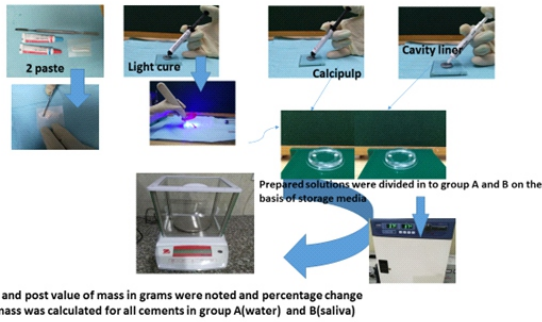 2 paste
Light cure
Calcipulp
Cavity liner
Prepared solutions were divided in to group A and B on the
basis of storage media
and post value of mass in grams were noted and percentage change
mass was calculated for all cements in group A(water) and B(saliva)